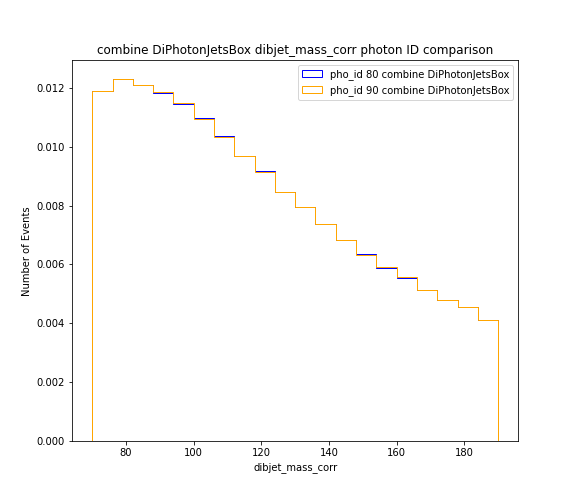 combine DiPhotonJetsBox dibjet_mass_corr photon ID comparison
pho_id 80 combine DiPhotonJetsBox
pho_id 90 combine DiPhotonJetsBox
Number of Events
0.012
0.010
0.008
0.006
0.004
0.002
0.000
80 100 120 140 160 180
dibjet_mass_corr